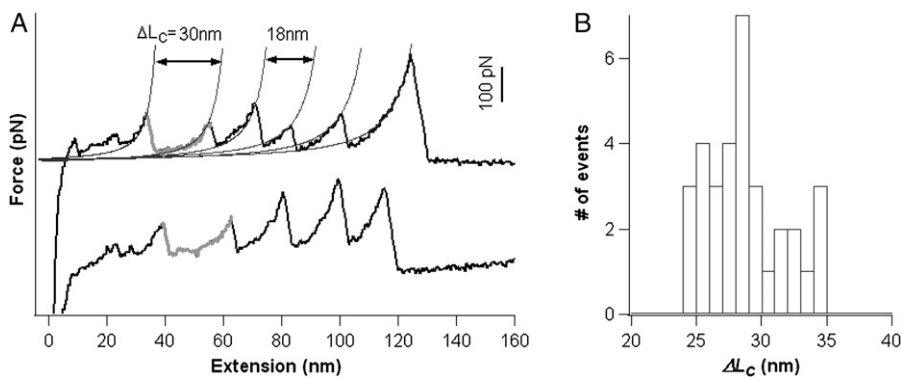 A
ΔLC= 30nm
18nm
100 pN
Force (pN)
0 20 40 60 80 100 120 140 160
Extension (nm)
B
6
4
2
0
# of events
20 25 30 35 40
ΔLC (nm)